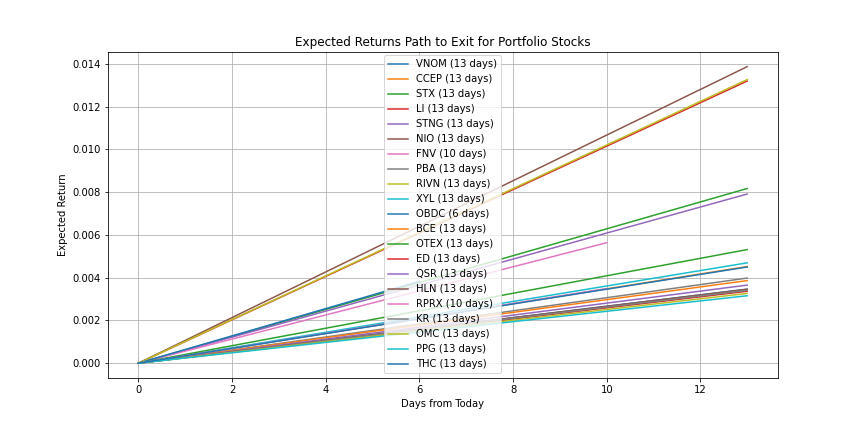 Expected Returns Path to Exit for Portfolio Stocks
0.014
0.012
0.010
0.008
0.006
0.004
0.002
0.000
Expected Return
VNOM (13 days)
CCEP (13 days)
STX (13 days)
LI (13 days)
STNG (13 days)
NIO (13 days)
FNV (10 days)
PBA (13 days)
RIVN (13 days)
XYL (13 days)
OBDC (6 days)
BCE (13 days)
OTEX (13 days)
ED (13 days)
QSR (13 days)
HLN (13 days)
RPRX (10 days)
KR (13 days)
OMC (13 days)
PPG (13 days)
THC (13 days)
0 2 4 6 8 10 12
Days from Today